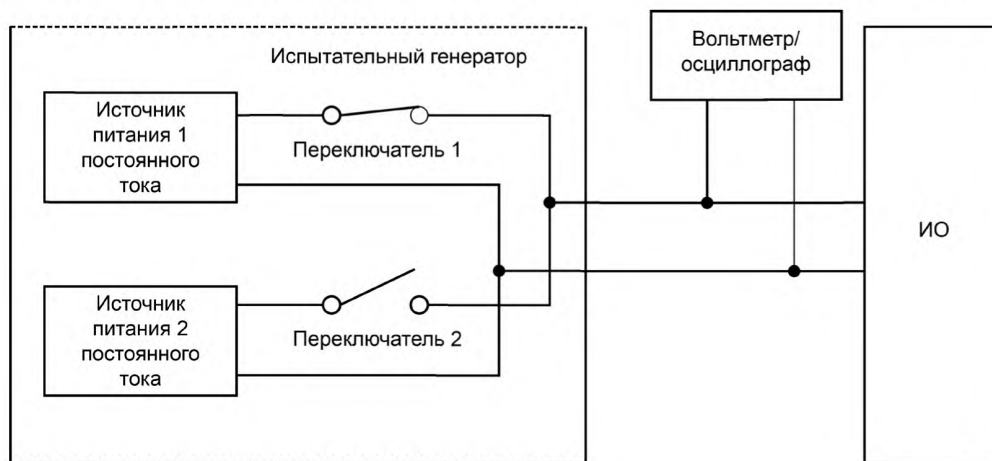 Испытательный генератор
Вольтметр/
осциллограф
Источник
питания 1
постоянного
тока
Переключатель 1
ИО
Источник
питания 2
постоянного
тока
Переключатель 2